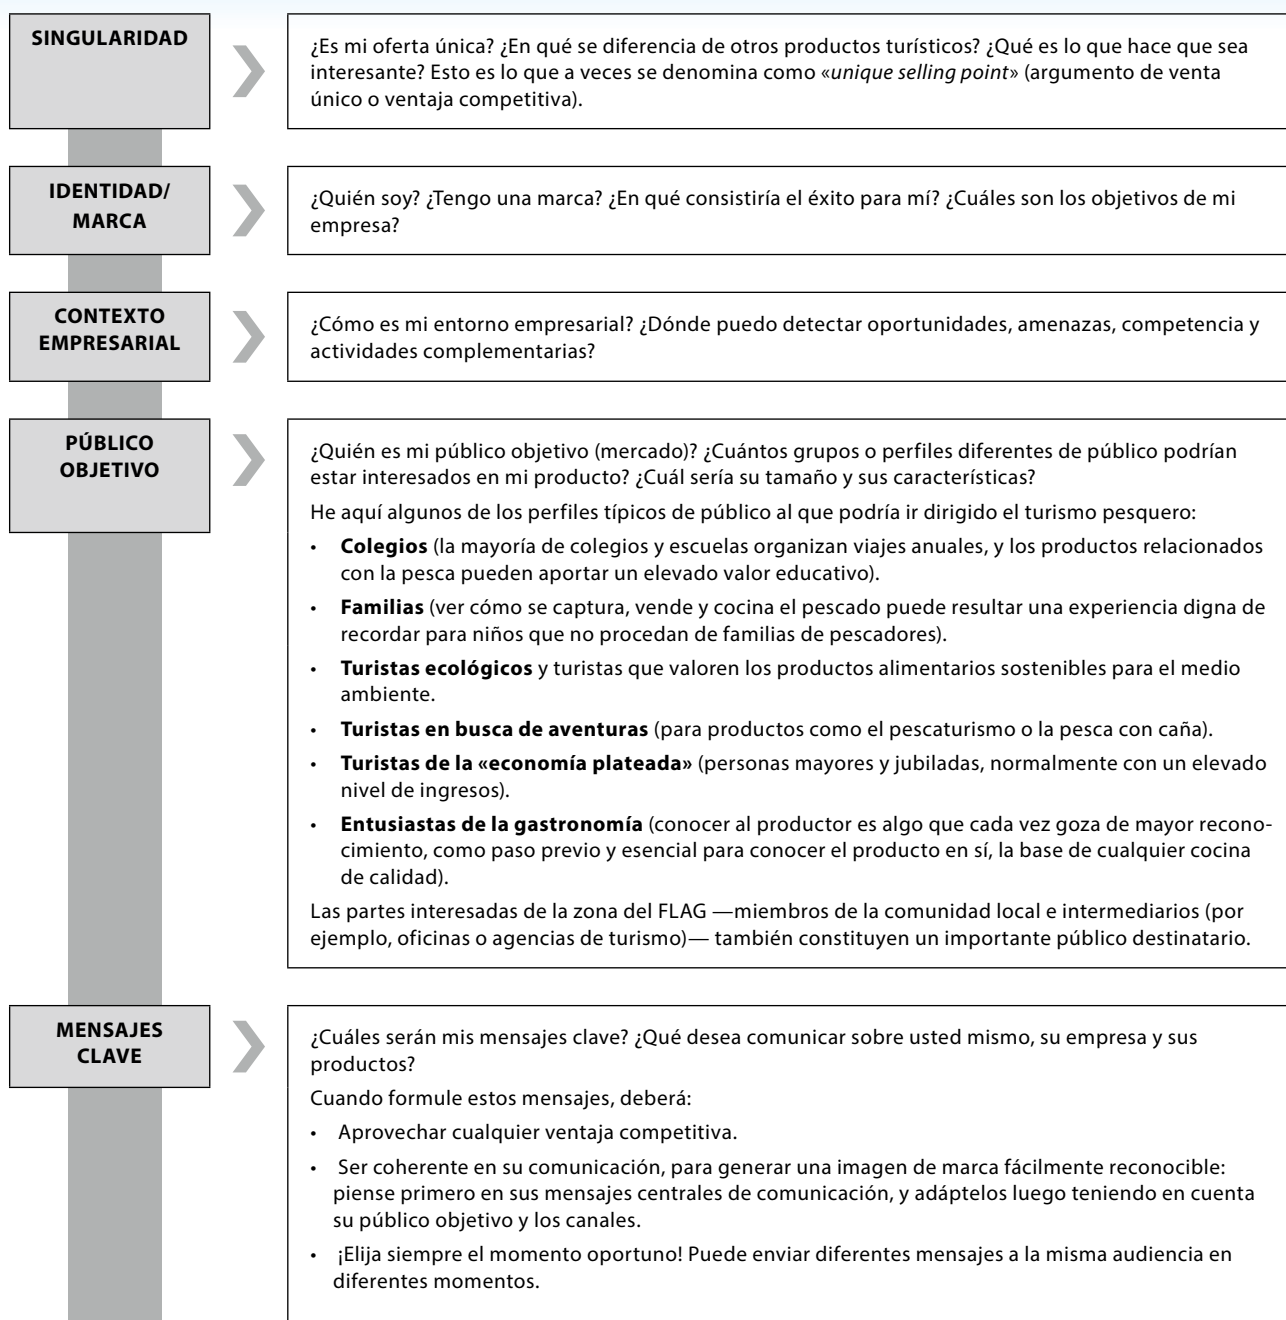 SINGULARIDAD
¿Es mi oferta única? ¿En qué se diferencia de otros productos turísticos? ¿Qué es lo que hace que sea
interesante? Esto es lo que a veces se denomina como «unique selling point» (argumento de venta
único o ventaja competitiva).
IDENTIDAD/
MARCA
¿Quién soy? ¿Tengo una marca? ¿En qué consistiría el éxito para mí? ¿Cuáles son los objetivos de mi
empresa?
CONTEXTO
EMPRESARIAL
¿Cómo es mi entorno empresarial? ¿Dónde puedo detectar oportunidades, amenazas, competencia y
actividades complementarias?
PÚBLICO
OBJETIVO
¿Quién es mi público objetivo (mercado)? ¿Cuántos grupos o perfiles diferentes de público podrían
estar interesados en mi producto? ¿Cuál sería su tamaño y sus características?
He aquí algunos de los perfiles típicos de público al que podría ir dirigido el turismo pesquero:
• Colegios (la mayoría de colegios y escuelas organizan viajes anuales, y los productos relacionados
con la pesca pueden aportar un elevado valor educativo).
• Familias (ver cómo se captura, vende y cocina el pescado puede resultar una experiencia digna de
recordar para niños que no procedan de familias de pescadores).
• Turistas ecológicos y turistas que valoren los productos alimentarios sostenibles para el medio
ambiente.
• Turistas en busca de aventuras (para productos como el pescaturismo o la pesca con caña).
• Turistas de la «economía plateada» (personas mayores y jubiladas, normalmente con un elevado
nivel de ingresos).
• Entusiastas de la gastronomía (conocer al productor es algo que cada vez goza de mayor recono-
cimiento, como paso previo y esencial para conocer el producto en sí, la base de cualquier cocina
de calidad).
Las partes interesadas de la zona del FLAG —miembros de la comunidad local e intermediarios (por
ejemplo, oficinas o agencias de turismo)— también constituyen un importante público destinatario.
MENSAJES
CLAVE
¿Cuáles serán mis mensajes clave? ¿Qué desea comunicar sobre usted mismo, su empresa y sus
productos?
Cuando formule estos mensajes, deberá:
• Aprovechar cualquier ventaja competitiva.
• Ser coherente en su comunicación, para generar una imagen de marca fácilmente reconocible:
piense primero en sus mensajes centrales de comunicación, y adáptelos luego teniendo en cuenta
su público objetivo y los canales.
• ¡Elija siempre el momento oportuno! Puede enviar diferentes mensajes a la misma audiencia en
diferentes momentos.